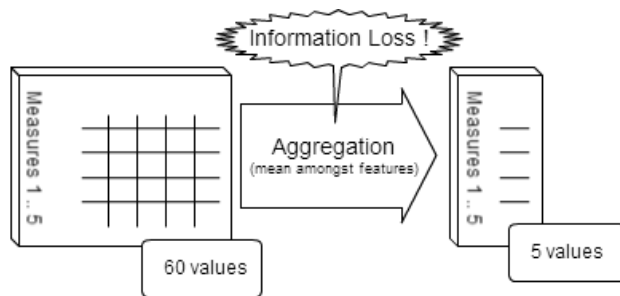 Information Loss !
Measures 1 .. 5
Aggregation
(mean amongst features)
Measures 1 .. 5
60 values
5 values